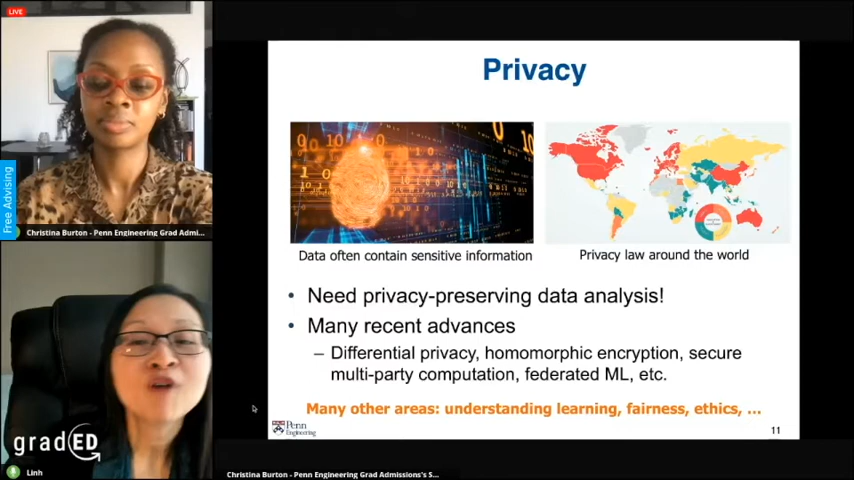 LIVE
Free Advising
Christina Burton - Penn Engineering Grad Admi...
gradED
Linh
Privacy
Data often contain sensitive information
Privacy law around the world
• Need privacy-preserving data analysis!
• Many recent advances
– Differential privacy, homomorphic encryption, secure
multi-party computation, federated ML, etc.
Many other areas: understanding learning, fairness, ethics, ...
Penn
Engineering
11
Christina Burton - Penn Engineering Grad Admissions's S...